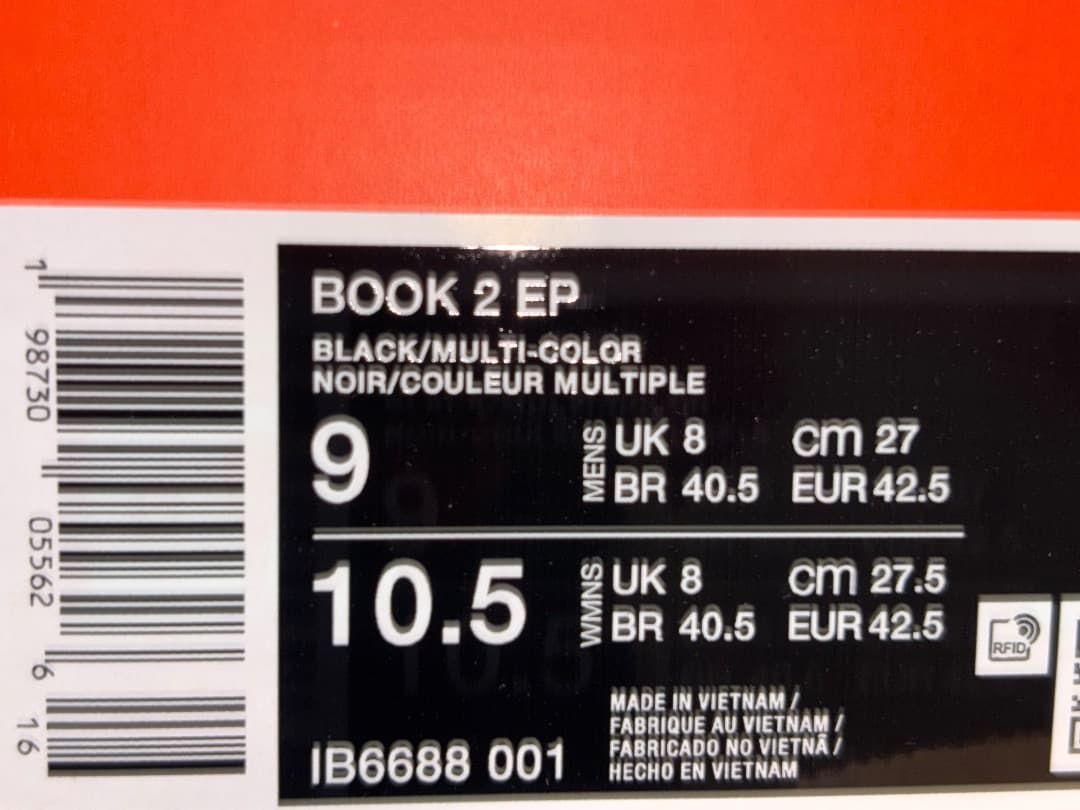 BOOK 2 EP
BLACK/MULTI-COLOR
NOIR/COULEUR MULTIPLE
9
MENS
UK 8 cm 27
BR 40.5 EUR 42.5
10.5
WMNS
UK 8 cm 27.5
BR 40.5 EUR 42.5
RFID
MADE IN VIETNAM /
FABRIQUE AU VIETNAM /
FABRICADO NO VIETNÃ /
HECHO EN VIETNAM
IB6688 001
1 98730 05562 6 16